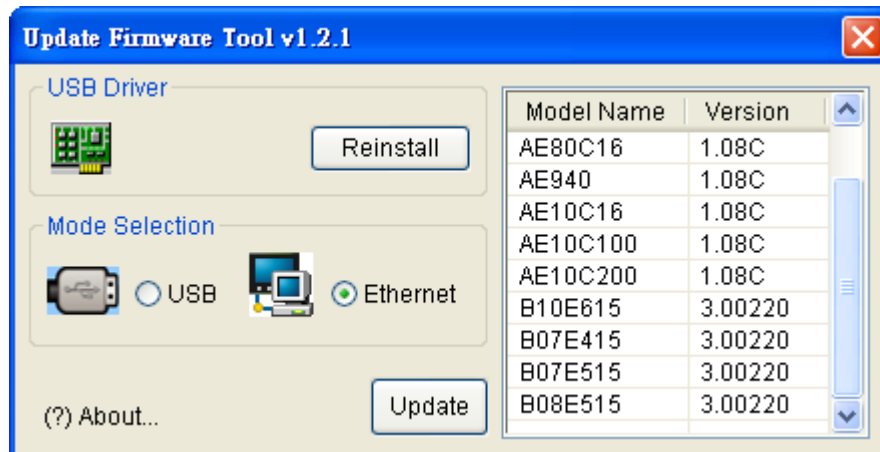 Update Firmware Tool v1.2.1
USB Driver
Reinstall
Mode Selection
USB
Ethernet
(?) About...
Update
Model Name Version
AE80C16 1.08C
AE940 1.08C
AE10C16 1.08C
AE10C100 1.08C
AE10C200 1.08C
B10E615 3.00220
B07E415 3.00220
B07E515 3.00220
B08E515 3.00220